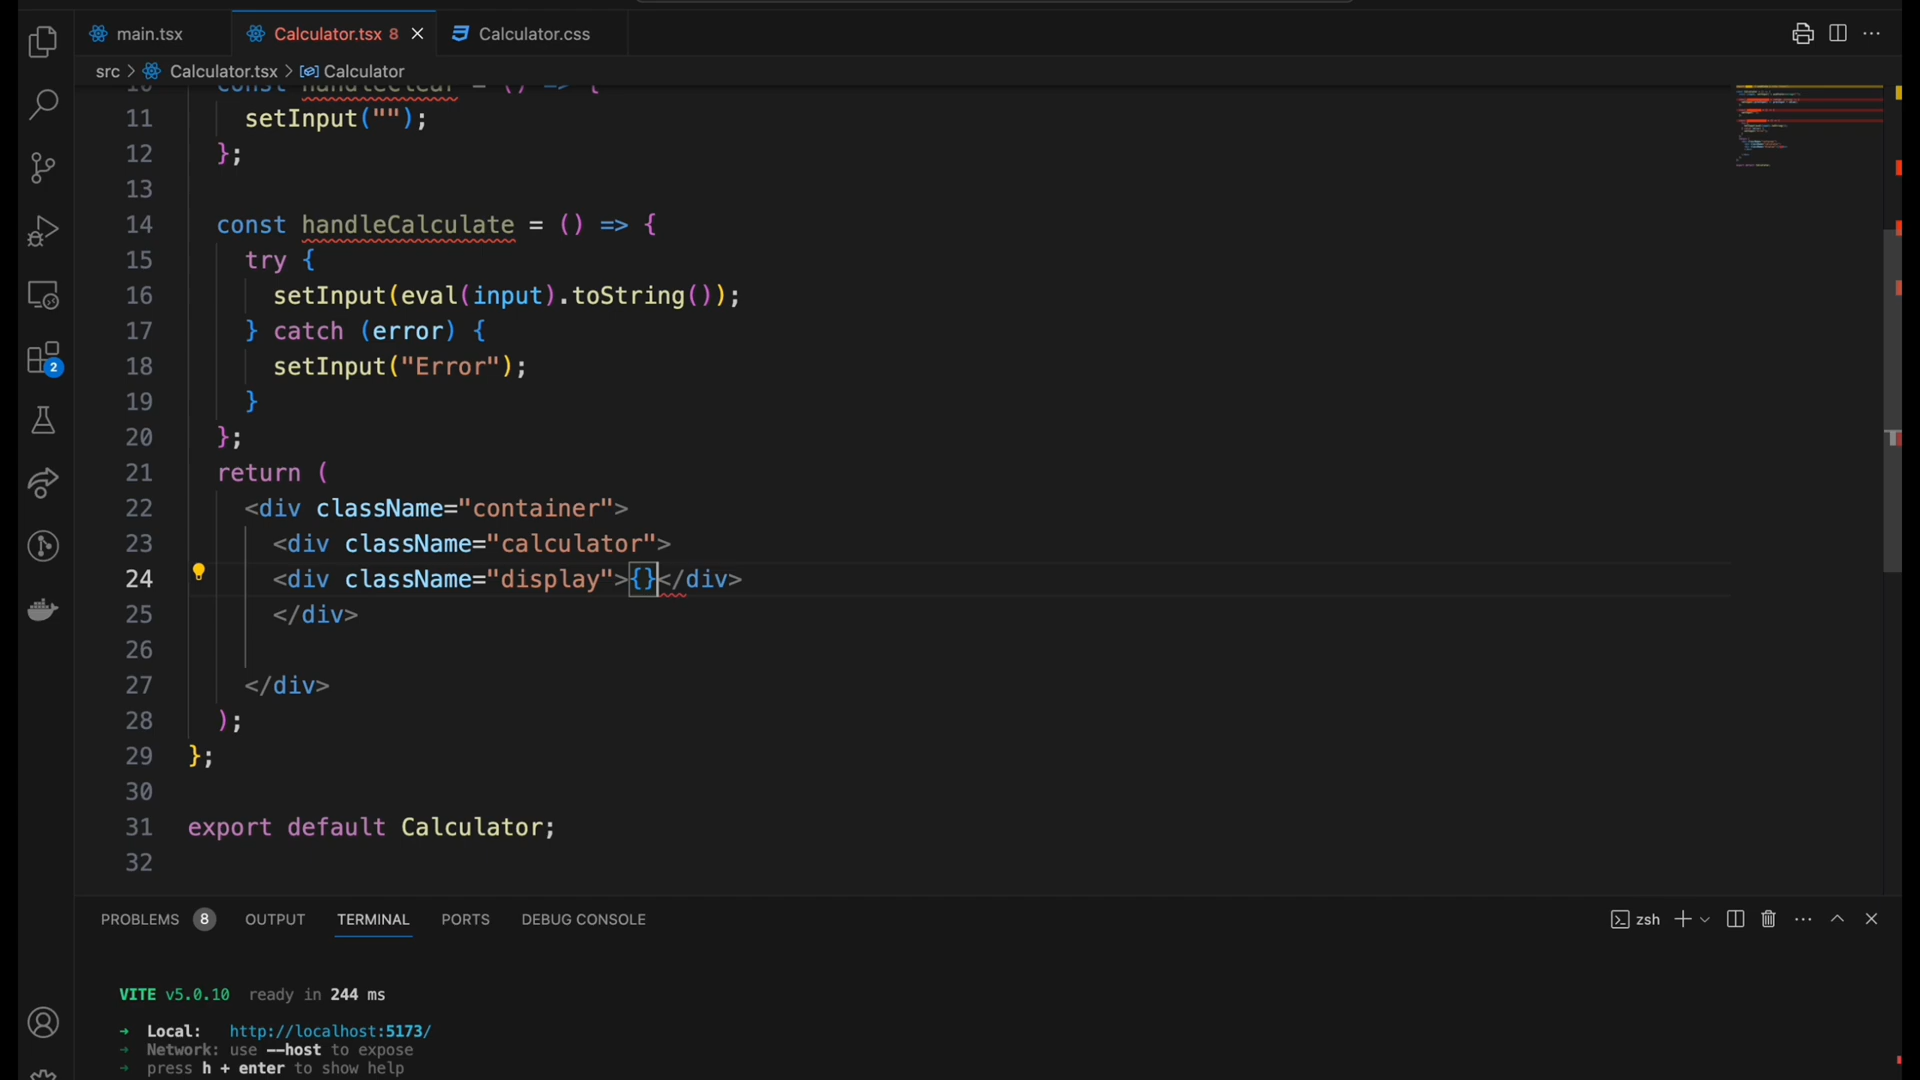 main.tsx
Calculator.tsx 8
Calculator.css
src > Calculator.tsx > Calculator
10 const handleClear = () => {
11 setInput("");
12 };
13
14 const handleCalculate = () => {
15 try {
16 setInput(eval(input).toString());
17 } catch (error) {
18 setInput("Error");
19 }
20 };
21 return (
22 <div className="container">
23 <div className="calculator">
24 <div className="display">{}</div>
25 </div>
26
27 </div>
28 );
29 };
30
31 export default Calculator;
32
2
PROBLEMS 8 OUTPUT TERMINAL PORTS DEBUG CONSOLE
zsh
VITE v5.0.10 ready in 244 ms
➜ Local: http://localhost:5173/
➜ Network: use --host to expose
➜ press h + enter to show help